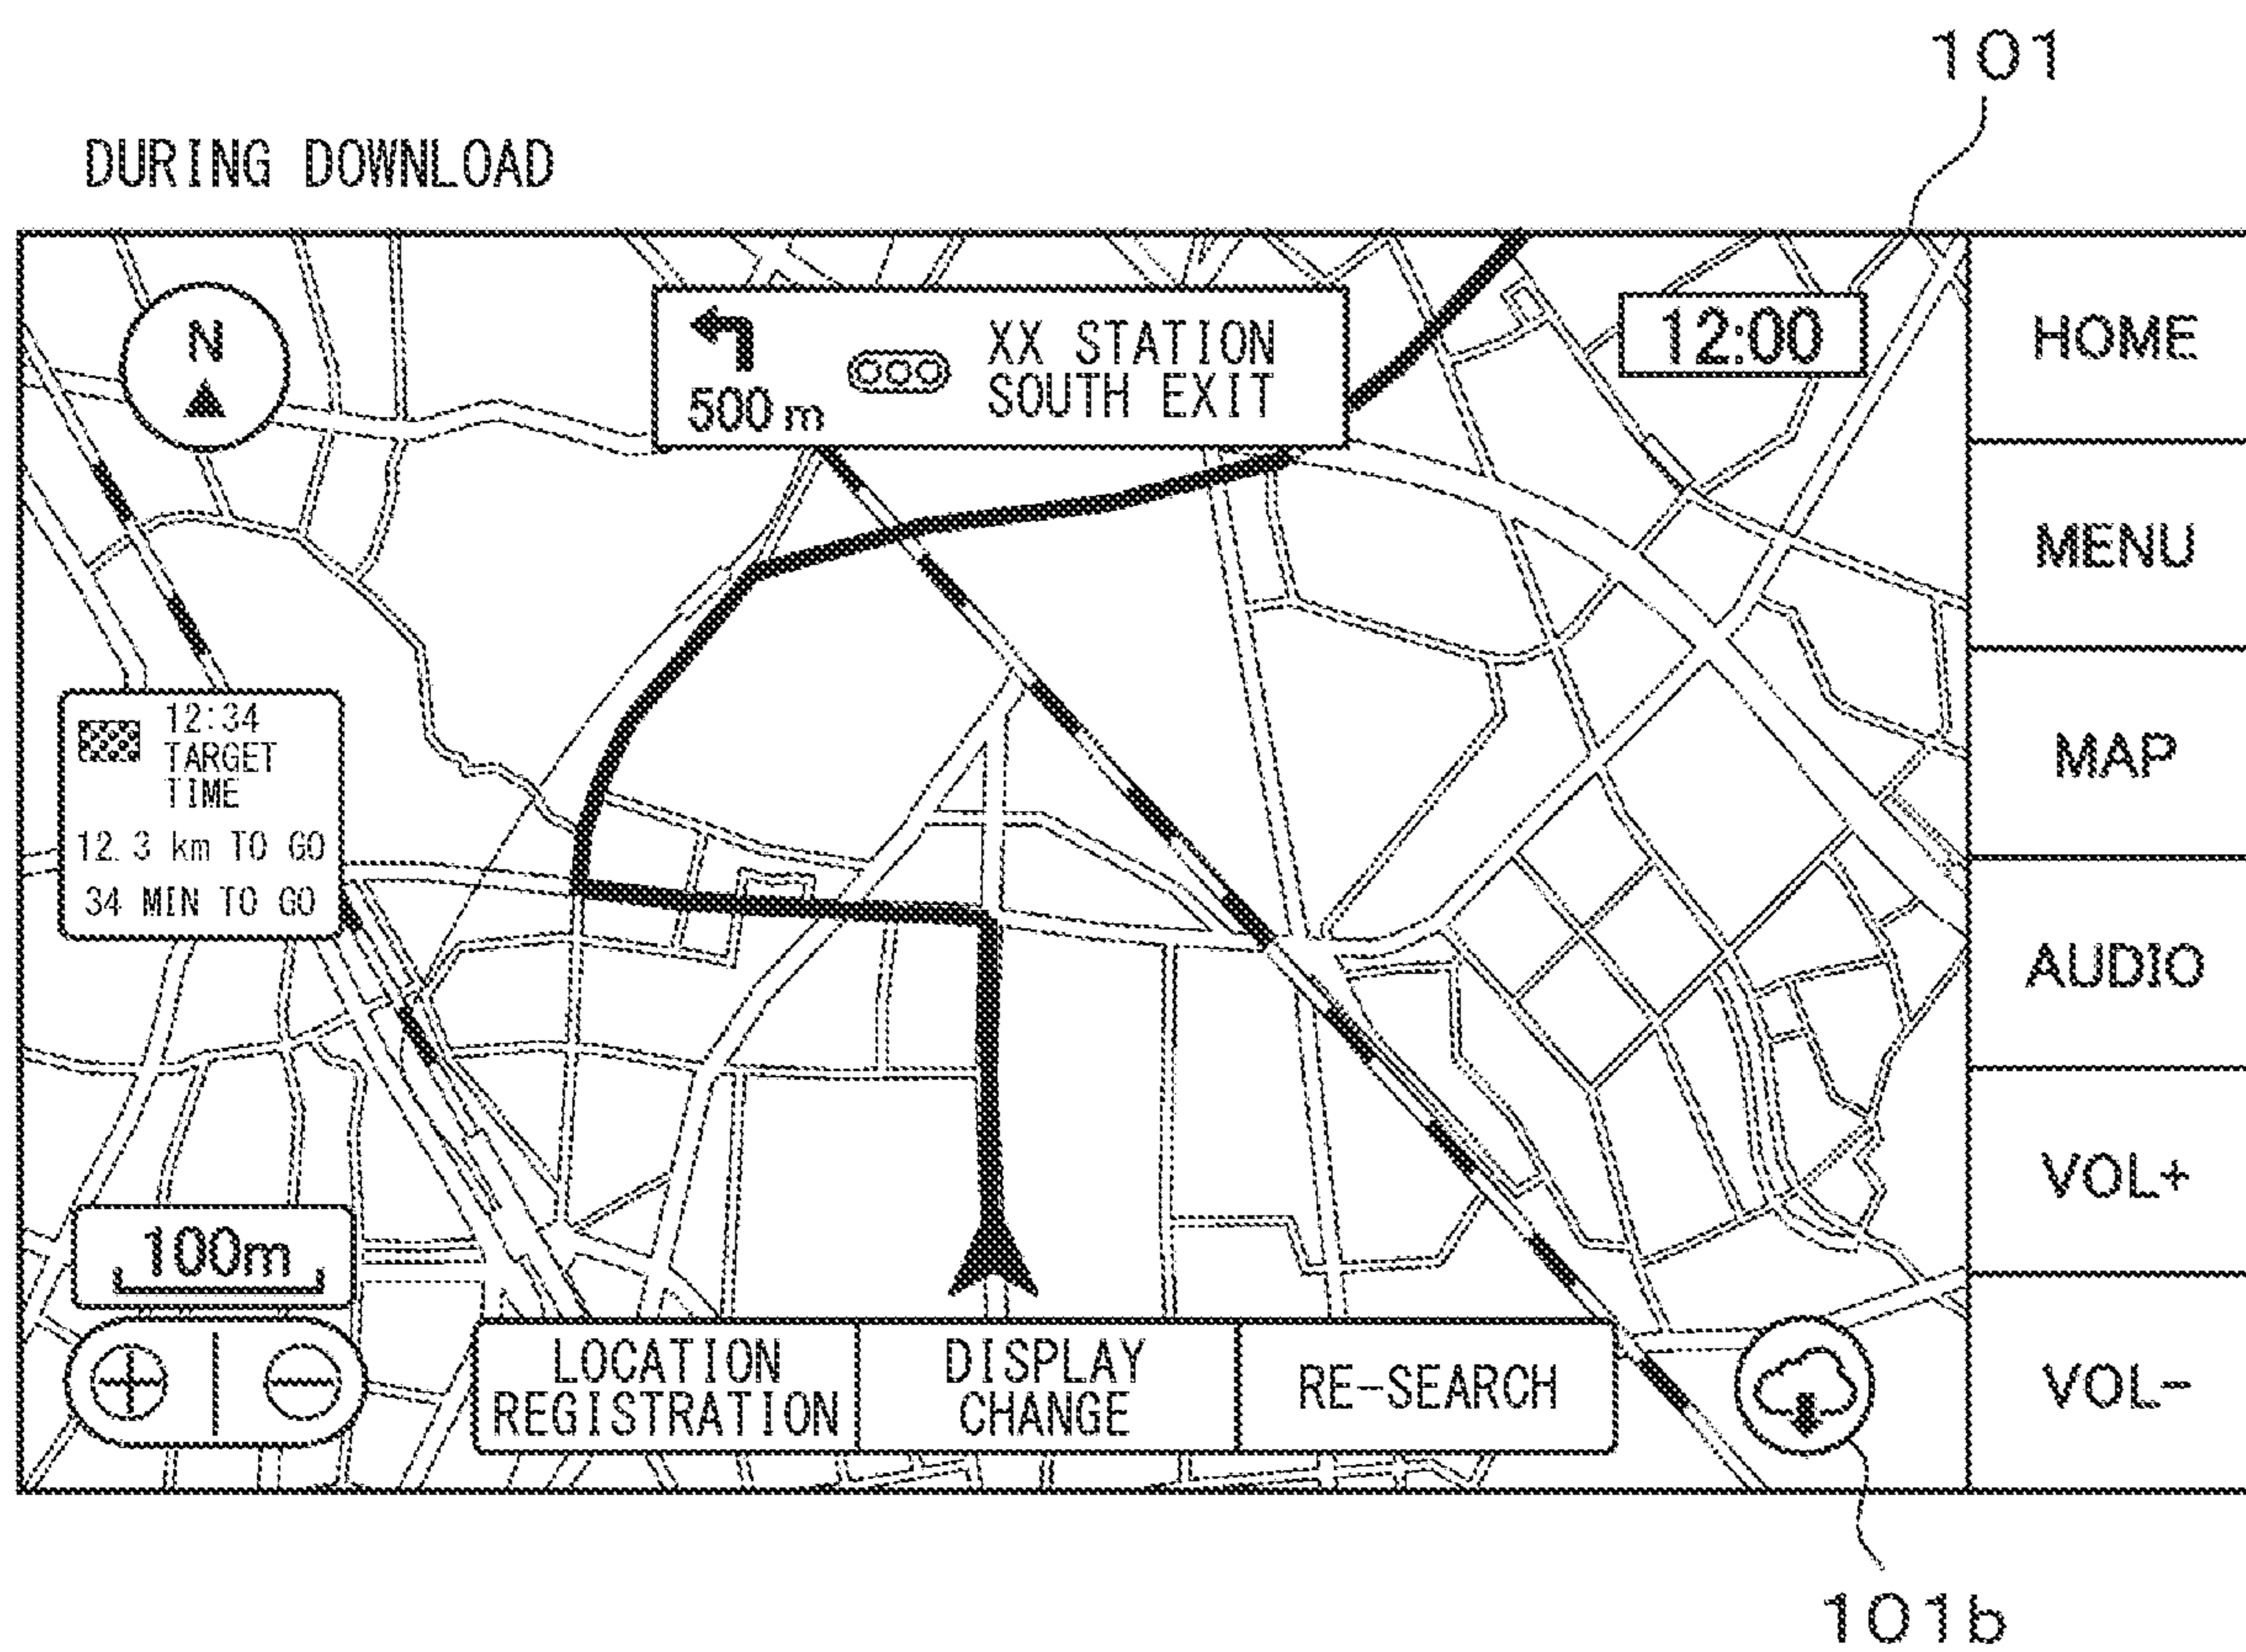 101
DURING DOWNLOAD
N
500 m
XX STATION
SOUTH EXIT
12:00
HOME
MENU
MAP
AUDIO
VOL+
VOL-
12:34
TARGET
TIME
12.3 km TO GO
34 MIN TO GO
100m
LOCATION
REGISTRATION
DISPLAY
CHANGE
RE-SEARCH
101b